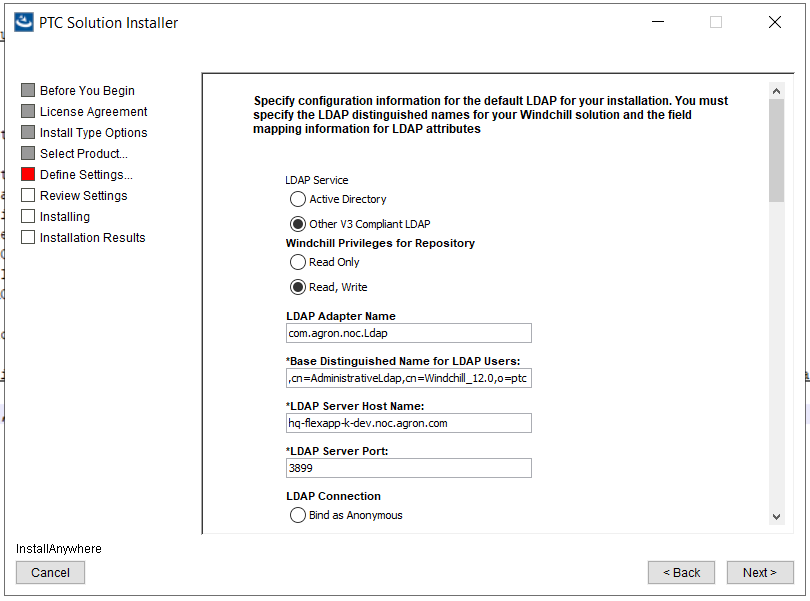 PTC Solution Installer
Before You Begin
License Agreement
Install Type Options
Select Product...
Define Settings...
Review Settings
Installing
Installation Results
Specify configuration information for the default LDAP for your installation. You must
specify the LDAP distinguished names for your Windchill solution and the field
mapping information for LDAP attributes
LDAP Service
Active Directory
Other V3 Compliant LDAP
Windchill Privileges for Repository
Read Only
Read, Write
LDAP Adapter Name
com.agron.noc.Ldap
*Base Distinguished Name for LDAP Users:
,cn=AdministrativeLdap,cn=Windchill_12.0,o=ptc
*LDAP Server Host Name:
hq-flexapp-k-dev.noc.agron.com
*LDAP Server Port:
3899
LDAP Connection
Bind as Anonymous
InstallAnywhere
Cancel
< Back
Next >